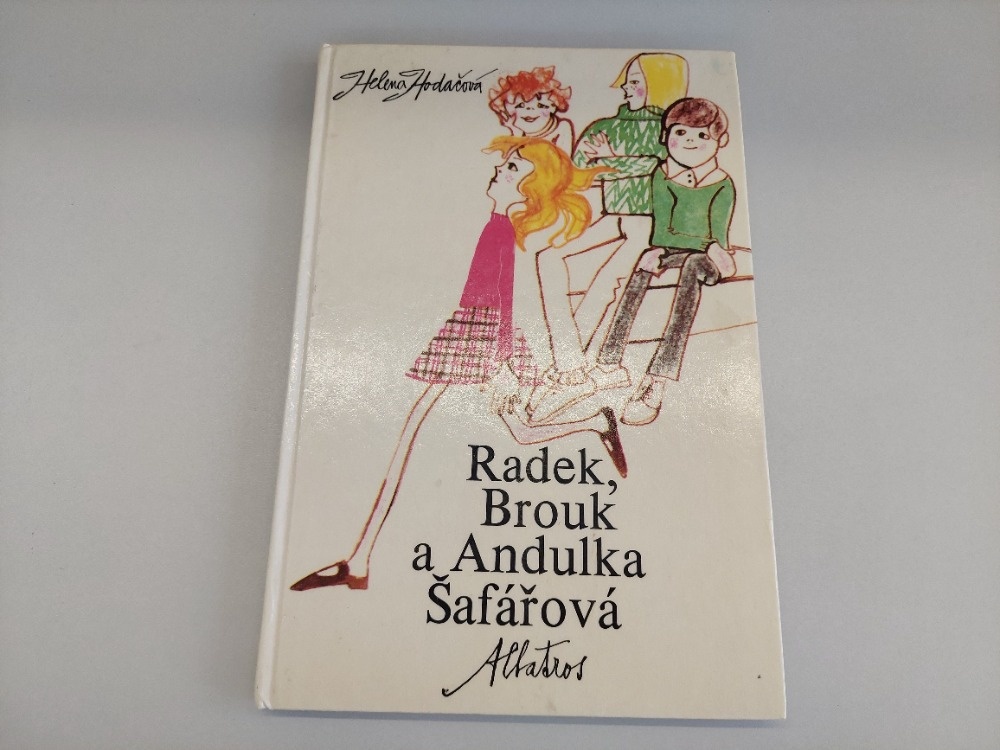 Helena Hodačová
Radek,
Brouk
a Andulka
Šafářová
Albatros